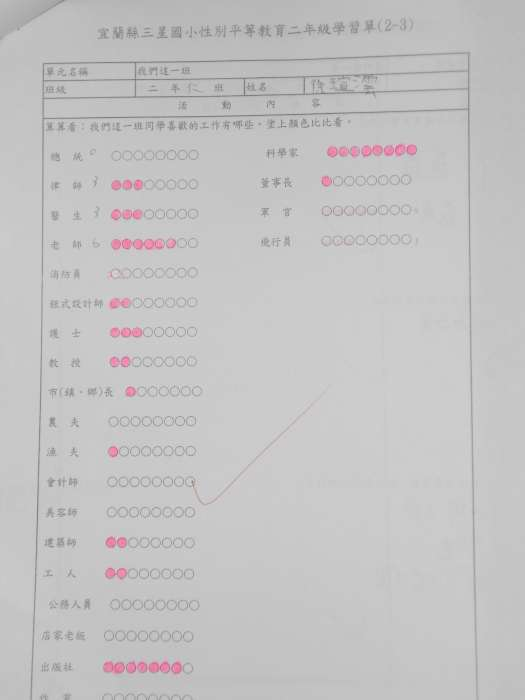 宜蘭縣三星國小性別平等教育二年級學習單(2-3)
單元名稱 我們這一班
班級 二 年 仁 班 姓名
活 動 內 容
算算看：我們這一班同學喜歡的工作有哪些，塗上顏色比比看。
總 統 0 ○○○○○○○○ 科學家 ●●●●●●●●
律 師 3 ●●●○○○○○ 董事長 ●○○○○○○○
醫 生 3 ●●●○○○○○ 軍 官 ○○○○○○○○
老 師 6 ●●●●●●○○ 飛行員 ○○○○○○○○
消防員 ○○○○○○○○
程式設計師 ●●○○○○○○
護 士 ●●●○○○○○
教 授 ●●○○○○○○
市(鎮、鄉)長 ●○○○○○○
農 夫 ○○○○○○○○
漁 夫 ●○○○○○○○
會計師 ○○○○○○○○
美容師 ○○○○○○○○
建築師 ●●○○○○○○
工 人 ●●○○○○○○
公務人員 ○○○○○○○○
店家老板 ○○○○○○○○
出版社 ●●●●●●●○